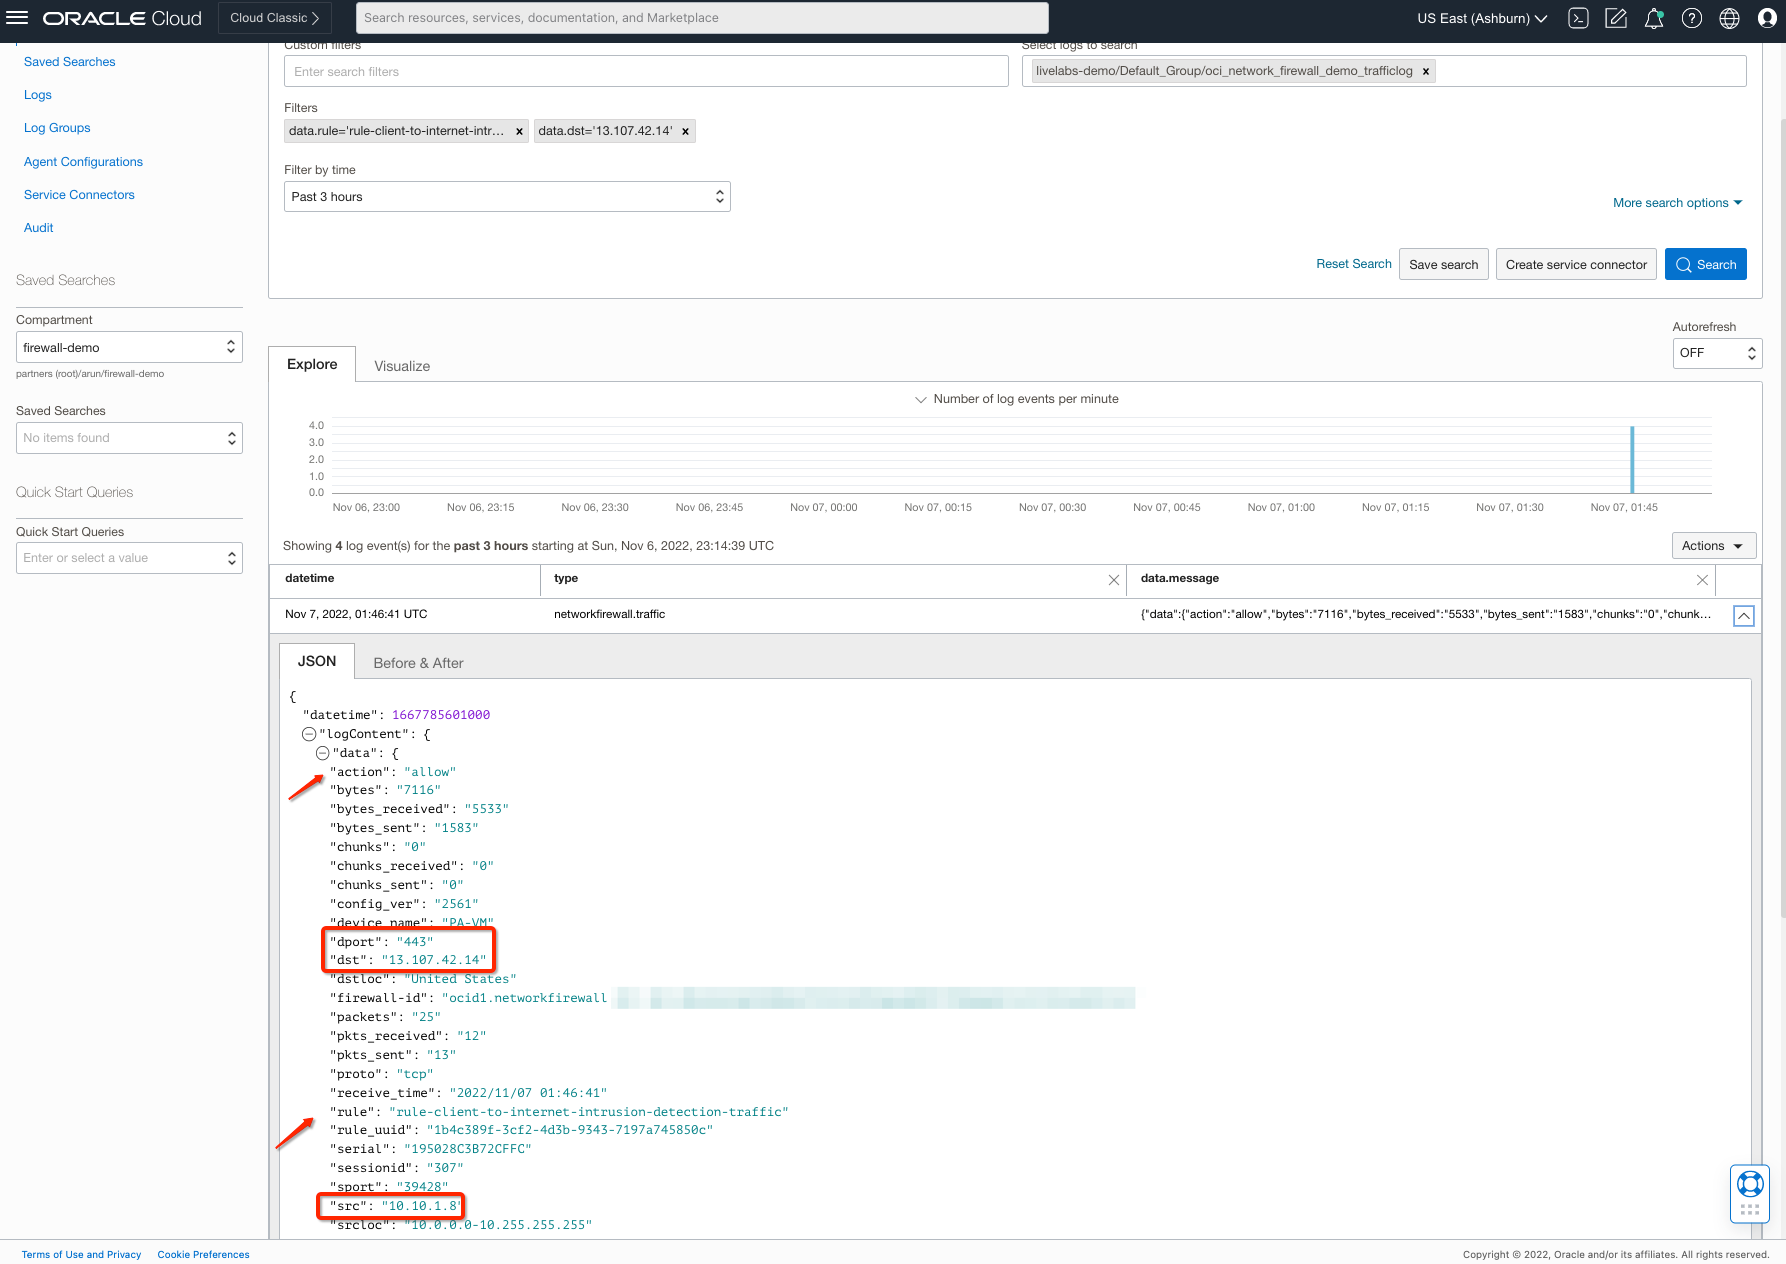 ORACLE Cloud
Cloud Classic
Search resources, services, documentation, and Marketplace
US East (Ashburn)
Saved Searches
Logs
Log Groups
Agent Configurations
Service Connectors
Audit
Saved Searches
Compartment
firewall-demo
partners (root)/arun/firewall-demo
Saved Searches
No items found
Quick Start Queries
Quick Start Queries
Enter or select a value
Custom filters
Enter search filters
Select logs to search
livelabs-demo/Default_Group/oci_network_firewall_demo_trafficlog x
Filters
data.rule='rule-client-to-internet-intr... x
data.dst='13.107.42.14' x
Filter by time
Past 3 hours
More search options
Reset Search
Save search
Create service connector
Search
Autorefresh
OFF
Explore
Visualize
Number of log events per minute
4.0
3.0
2.0
1.0
0.0
Nov 06, 23:00 Nov 06, 23:15 Nov 06, 23:30 Nov 06, 23:45 Nov 07, 00:00 Nov 07, 00:15 Nov 07, 00:30 Nov 07, 00:45 Nov 07, 01:00 Nov 07, 01:15 Nov 07, 01:30 Nov 07, 01:45
Showing 4 log event(s) for the past 3 hours starting at Sun, Nov 6, 2022, 23:14:39 UTC
Actions
datetime type data.message
Nov 7, 2022, 01:46:41 UTC networkfirewall.traffic {"data":{"action":"allow","bytes":"7116","bytes_received":"5533","bytes_sent":"1583","chunks":"0","chunk...
JSON
Before & After
{
"datetime": 1667785601000
"logContent": {
"data": {
"action": "allow"
"bytes": "7116"
"bytes_received": "5533"
"bytes_sent": "1583"
"chunks": "0"
"chunks_received": "0"
"chunks_sent": "0"
"config_ver": "2561"
"device_name": "PA-VM"
"dport": "443"
"dst": "13.107.42.14"
"dstloc": "United States"
"firewall-id": "ocid1.networkfirewall
"packets": "25"
"pkts_received": "12"
"pkts_sent": "13"
"proto": "tcp"
"receive_time": "2022/11/07 01:46:41"
"rule": "rule-client-to-internet-intrusion-detection-traffic"
"rule_uuid": "1b4c389f-3cf2-4d3b-9343-7197a745850c"
"serial": "195028C3B72CFFC"
"sessionid": "307"
"sport": "39428"
"src": "10.10.1.8"
"srcloc": "10.0.0.0-10.255.255.255"
Terms of Use and Privacy
Cookie Preferences
Copyright © 2022, Oracle and/or its affiliates. All rights reserved.